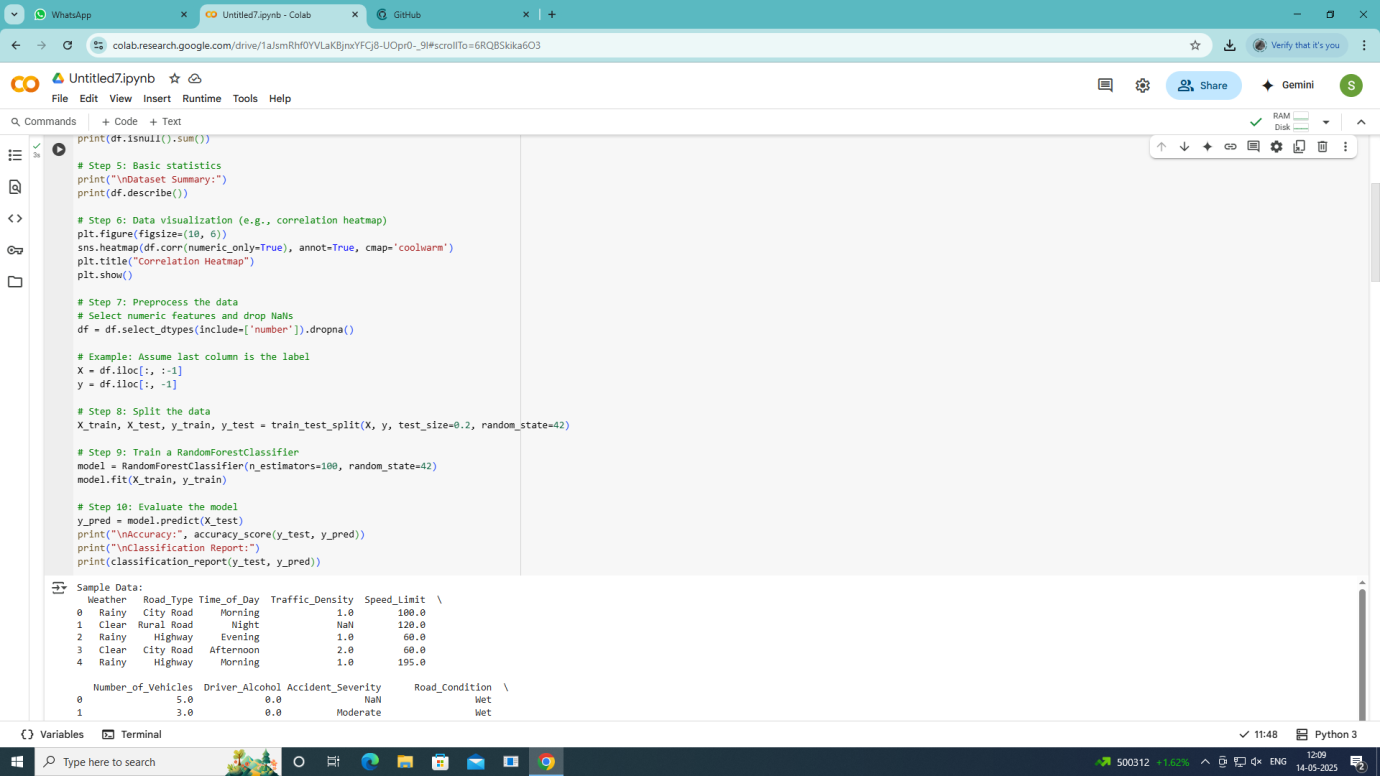 WhatsApp
Untitled7.ipynb - Colab
GitHub
colab.research.google.com/drive/1aJsmRhf0YVLaKBjnxYFCj8-UOpr0-_9I#scrollTo=6RQBSkika6O3
Verify that it's you
Untitled7.ipynb
File Edit View Insert Runtime Tools Help
Share
Gemini
S
Commands + Code + Text
RAM
Disk
3s
print(df.isnull().sum())
# Step 5: Basic statistics
print("\nDataset Summary:")
print(df.describe())
# Step 6: Data visualization (e.g., correlation heatmap)
plt.figure(figsize=(10, 6))
sns.heatmap(df.corr(numeric_only=True), annot=True, cmap='coolwarm')
plt.title("Correlation Heatmap")
plt.show()
# Step 7: Preprocess the data
# Select numeric features and drop NaNs
df = df.select_dtypes(include=['number']).dropna()
# Example: Assume last column is the label
X = df.iloc[:, :-1]
y = df.iloc[:, -1]
# Step 8: Split the data
X_train, X_test, y_train, y_test = train_test_split(X, y, test_size=0.2, random_state=42)
# Step 9: Train a RandomForestClassifier
model = RandomForestClassifier(n_estimators=100, random_state=42)
model.fit(X_train, y_train)
# Step 10: Evaluate the model
y_pred = model.predict(X_test)
print("\nAccuracy:", accuracy_score(y_test, y_pred))
print("\nClassification Report:")
print(classification_report(y_test, y_pred))
Sample Data:
Weather Road_Type Time_of_Day Traffic_Density Speed_Limit \
0 Rainy City Road Morning 1.0 100.0
1 Clear Rural Road Night NaN 120.0
2 Rainy Highway Evening 1.0 60.0
3 Clear City Road Afternoon 2.0 60.0
4 Rainy Highway Morning 1.0 195.0
Number_of_Vehicles Driver_Alcohol Accident_Severity Road_Condition \
0 5.0 0.0 NaN Wet
1 3.0 0.0 Moderate Wet
Variables Terminal
11:48 Python 3
Type here to search
500312 +1.62%
ENG
12:09
14-05-2025
2